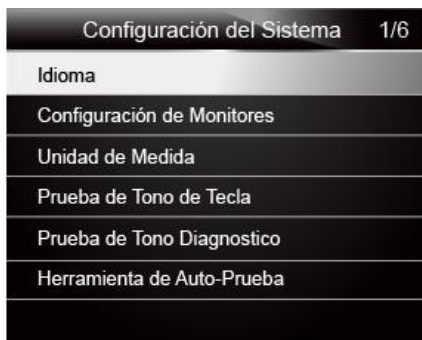 Configuración del Sistema 1/6
Idioma
Configuración de Monitores
Unidad de Medida
Prueba de Tono de Tecla
Prueba de Tono Diagnostico
Herramienta de Auto-Prueba